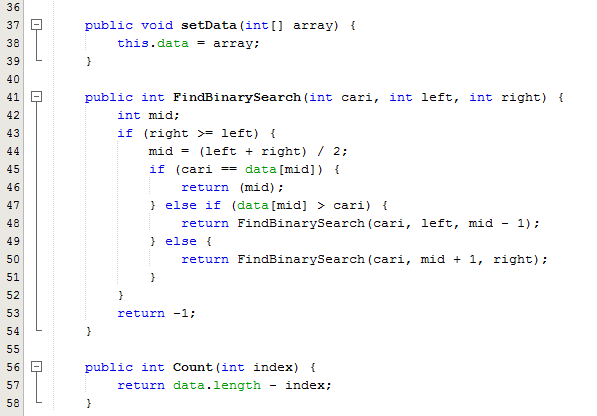 36
37 public void setData(int[] array) {
38 this.data = array;
39 }
40
41 public int FindBinarySearch(int cari, int left, int right) {
42 int mid;
43 if (right >= left) {
44 mid = (left + right) / 2;
45 if (cari == data[mid]) {
46 return (mid);
47 } else if (data[mid] > cari) {
48 return FindBinarySearch(cari, left, mid - 1);
49 } else {
50 return FindBinarySearch(cari, mid + 1, right);
51 }
52 }
53 return -1;
54 }
55
56 public int Count(int index) {
57 return data.length - index;
58 }